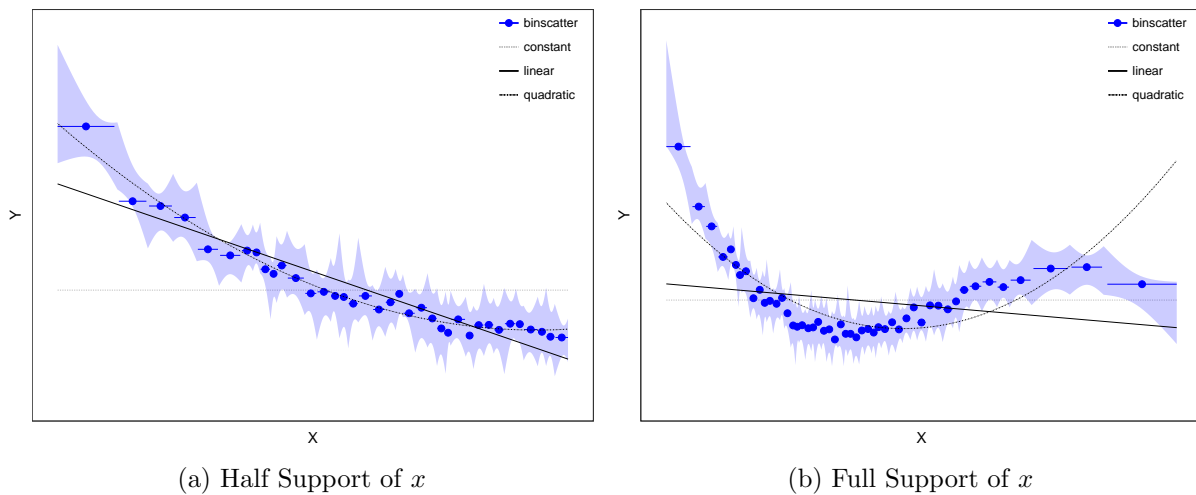 binscatter
constant
linear
quadratic
Y
X
(a) Half Support of x
binscatter
constant
linear
quadratic
Y
X
(b) Full Support of x